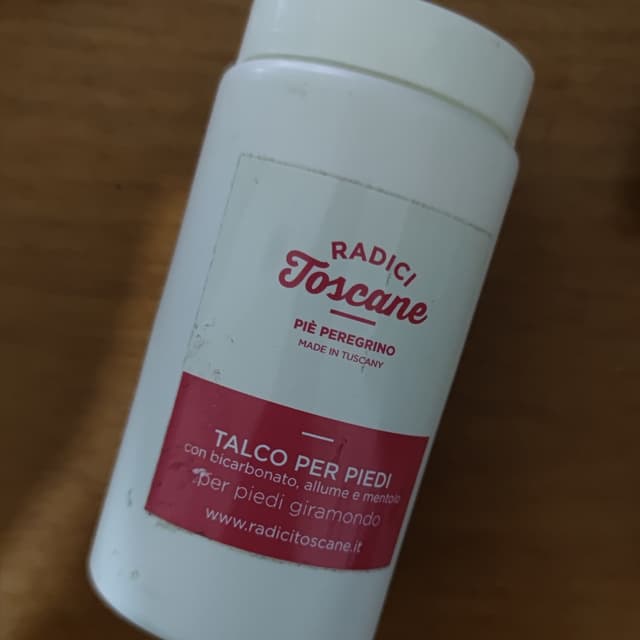 RADICI
Toscane
PIÈ PEREGRINO
MADE IN TUSCANY
TALCO PER PIEDI
con bicarbonato, allume e mentolo
per piedi giramondo
www.radicitoscane.it